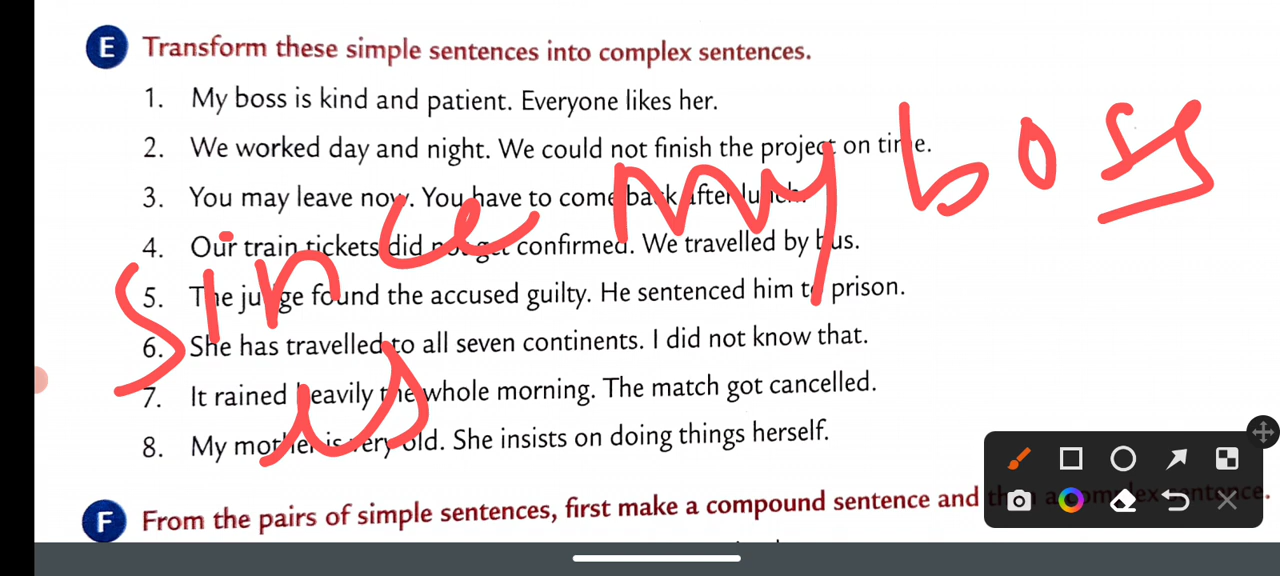 E Transform these simple sentences into complex sentences.
1. My boss is kind and patient. Everyone likes her.
2. We worked day and night. We could not finish the project on time.
3. You may leave now. You have to come back after lunch.
4. Our train tickets did not get confirmed. We travelled by bus.
5. The judge found the accused guilty. He sentenced him to prison.
6. She has travelled to all seven continents. I did not know that.
7. It rained heavily the whole morning. The match got cancelled.
8. My mother is very old. She insists on doing things herself.
F From the pairs of simple sentences, first make a compound sentence and then a complex sentence.
Since my boss
is